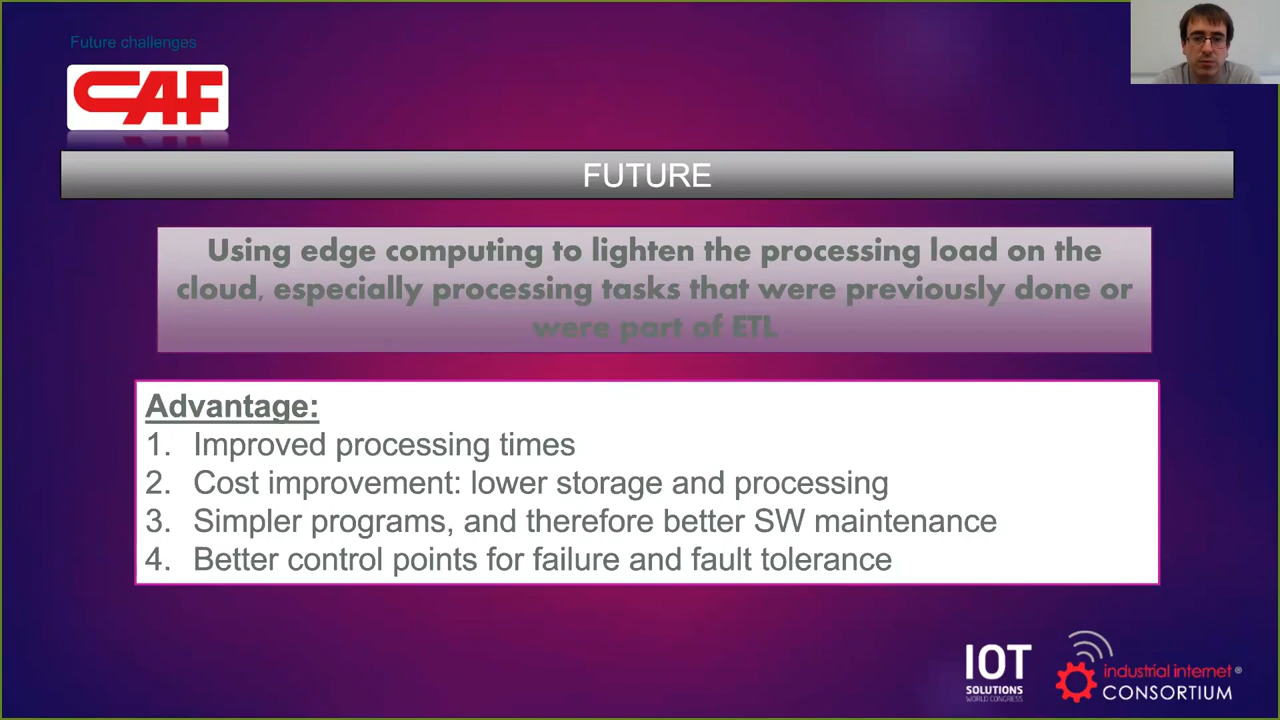 Future challenges
CAF
FUTURE
Using edge computing to lighten the processing load on the
cloud, especially processing tasks that were previously done or
were part of ETL
Advantage:
1. Improved processing times
2. Cost improvement: lower storage and processing
3. Simpler programs, and therefore better SW maintenance
4. Better control points for failure and fault tolerance
IOT
SOLUTIONS
WORLD CONGRESS
industrial internet®
CONSORTIUM